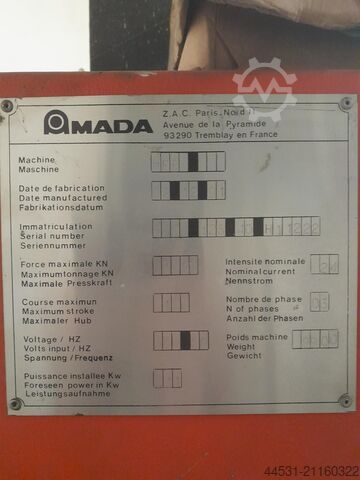 AMADA
Z.A.C. Paris. Nord II
Avenue de la Pyramide
93290 Tremblay en France
Machine
Maschine
Date de fabrication
Date manufactured
Fabrikationsdatum
Immatriculation
Serial number
Seriennummer
Force maximale KN
Maximumtonnage KN
Maximale Presskraft
Intensite nominale
Nominal current
Nennstrom
Course maximun
Maximum stroke
Maximaler Hub
Nombre de phase
N of phases
Anzahl der Phasen
03
Voltage / HZ
Volts input / HZ
Spannung / Frequenz
Poids machine
Weight
Gewicht
Puissance installee Kw
Foreseen power in Kw
Leistungsaufnahme
44531-21160322